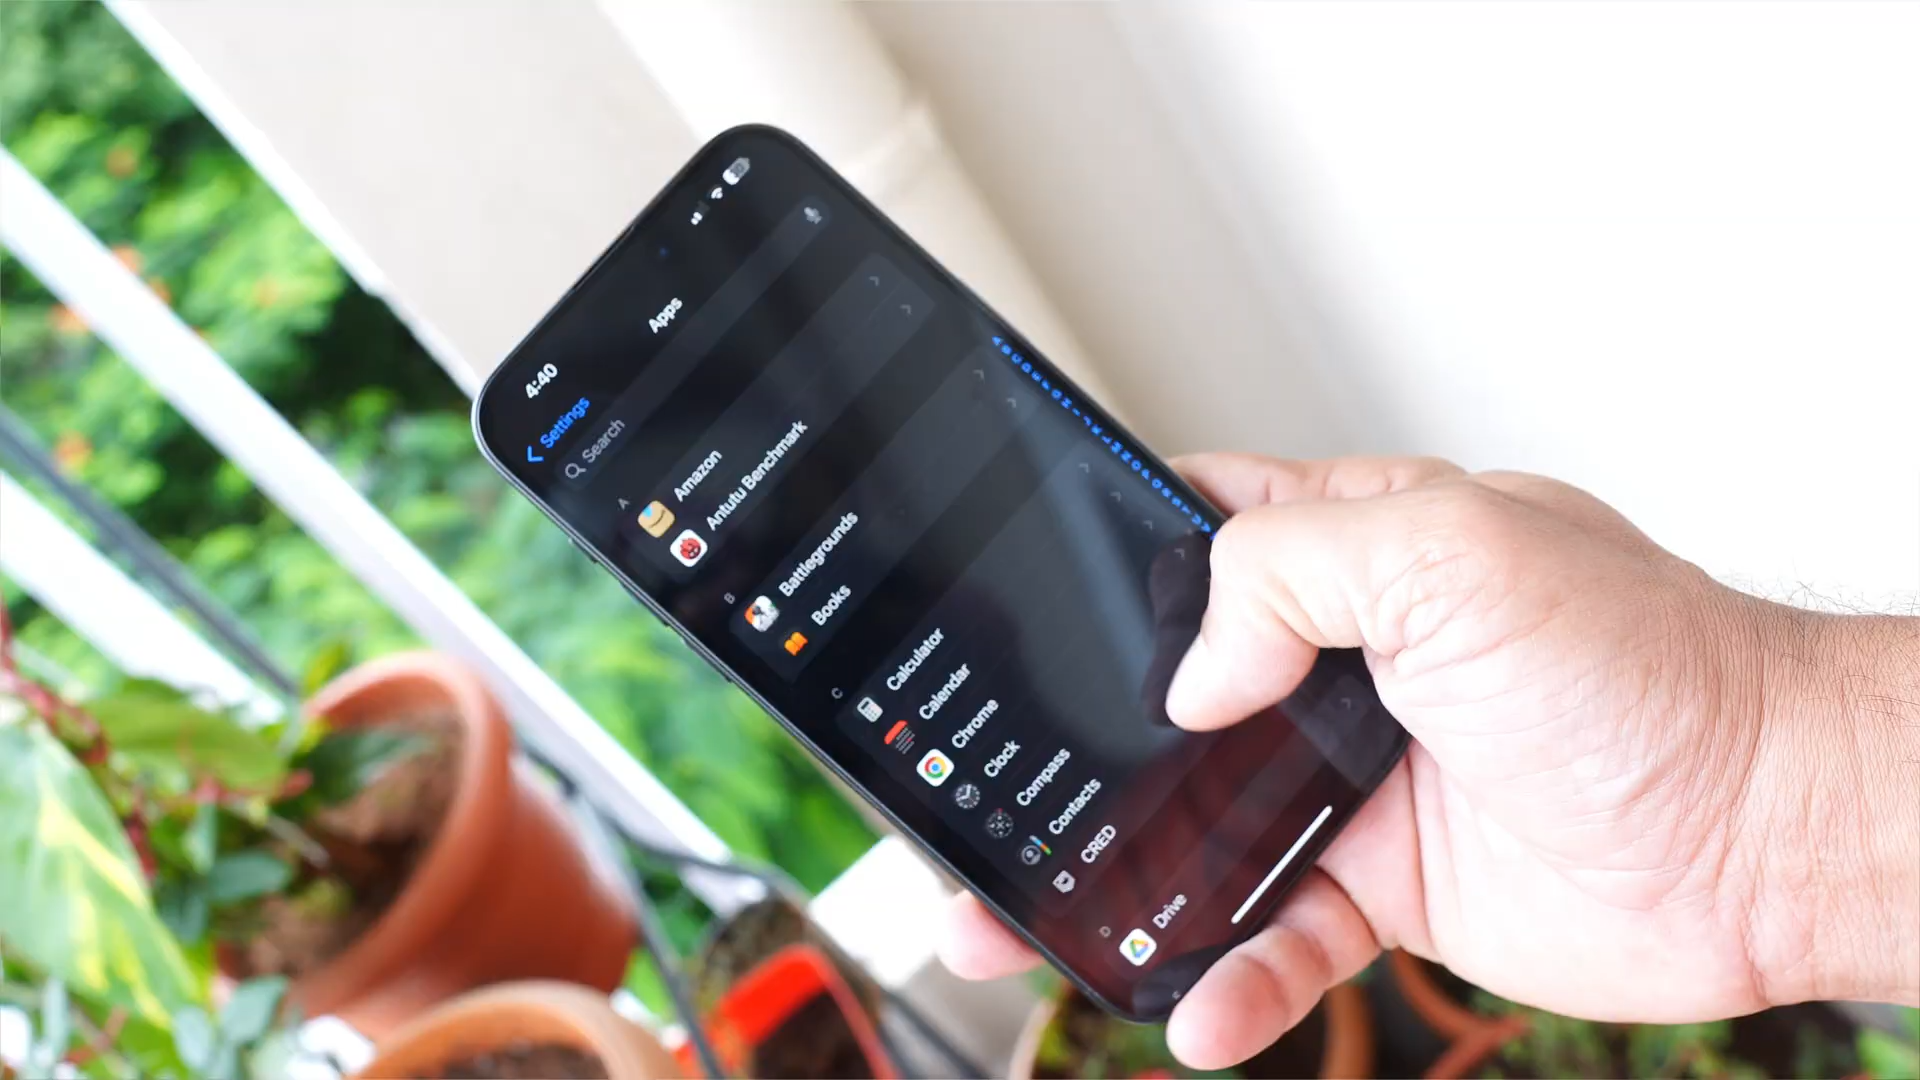 4:40
Settings
Apps
Search
A
Amazon
Antutu Benchmark
B
Battlegrounds
Books
C
Calculator
Calendar
Chrome
Clock
Compass
Contacts
CRED
D
Drive